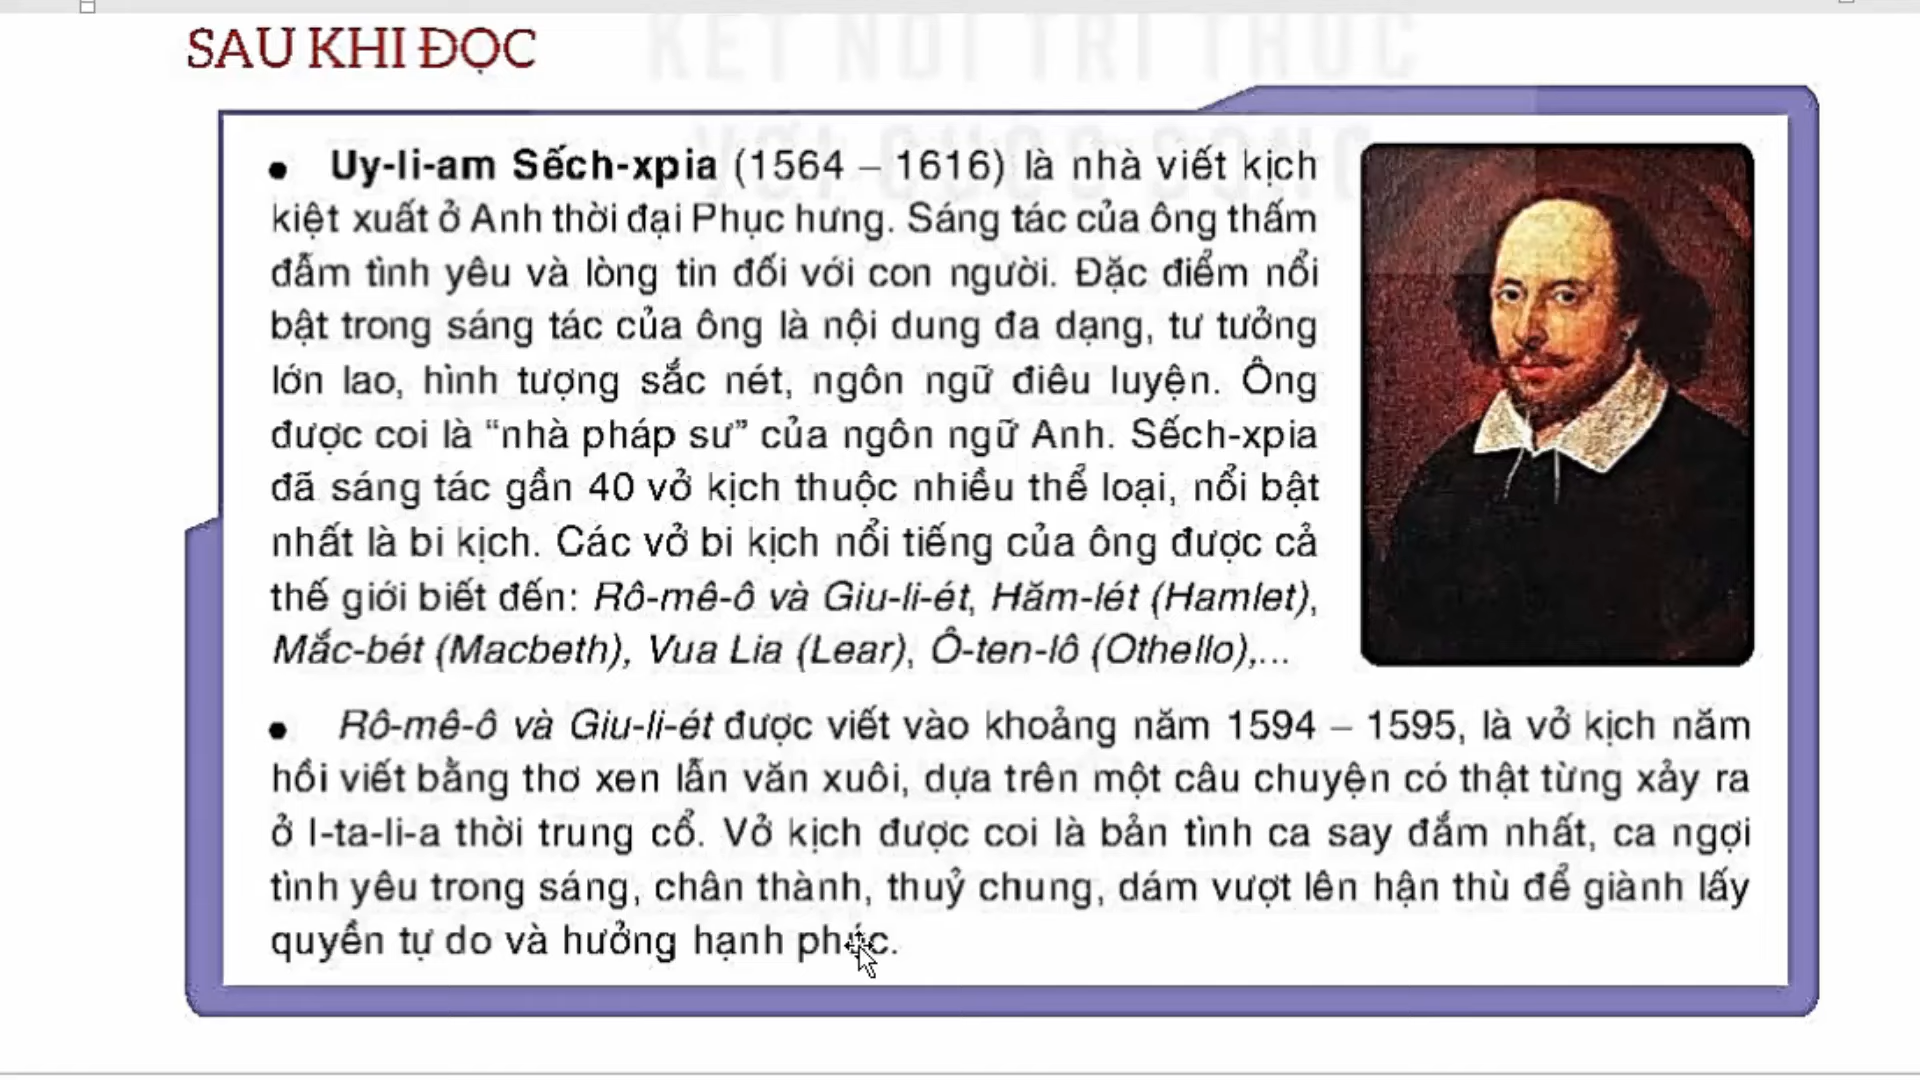 KẾT NỐI TRI THỨC
SAU KHI ĐỌC
VỚI CUỘC SỐNG
• Uy-li-am Sếch-xpia (1564 – 1616) là nhà viết kịch
kiệt xuất ở Anh thời đại Phục hưng. Sáng tác của ông thấm
đẫm tình yêu và lòng tin đối với con người. Đặc điểm nổi
bật trong sáng tác của ông là nội dung đa dạng, tư tưởng
lớn lao, hình tượng sắc nét, ngôn ngữ điêu luyện. Ông
được coi là “nhà pháp sư” của ngôn ngữ Anh. Sếch-xpia
đã sáng tác gần 40 vở kịch thuộc nhiều thể loại, nổi bật
nhất là bi kịch. Các vở bi kịch nổi tiếng của ông được cả
thế giới biết đến: Rô-mê-ô và Giu-li-ét, Hăm-lét (Hamlet),
Mắc-bét (Macbeth), Vua Lia (Lear), Ô-ten-lô (Othello),...
• Rô-mê-ô và Giu-li-ét được viết vào khoảng năm 1594 – 1595, là vở kịch năm
hồi viết bằng thơ xen lẫn văn xuôi, dựa trên một câu chuyện có thật từng xảy ra
ở I-ta-li-a thời trung cổ. Vở kịch được coi là bản tình ca say đắm nhất, ca ngợi
tình yêu trong sáng, chân thành, thuỷ chung, dám vượt lên hận thù để giành lấy
quyền tự do và hưởng hạnh phúc.